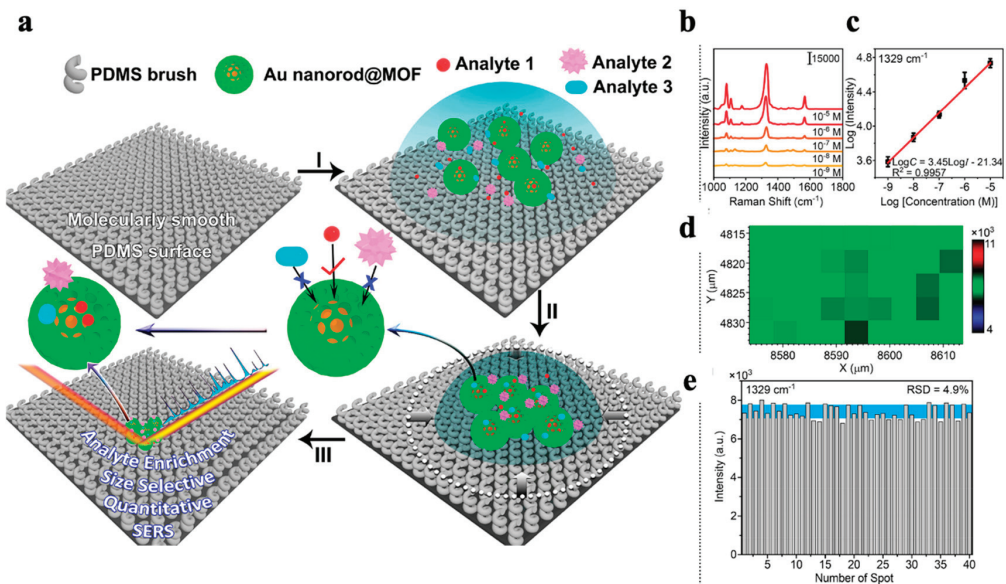 a
PDMS brush
Au nanorod@MOF
Analyte 1
Analyte 2
Analyte 3
Molecularly smooth
PDMS surface
I
II
III
Analyte Enrichment
Size Selective
Quantitative
SERS
b
15000
Intensity (a.u.)
10⁻⁵ M
10⁻⁶ M
10⁻⁷ M
10⁻⁸ M
10⁻⁹ M
1000 1200 1400 1600 1800
Raman Shift (cm⁻¹)
c
1329 cm⁻¹
Log (Intensity)
4.8
4.4
4.0
3.6
LogC = 3.45LogI - 21.34
R² = 0.9957
-9 -8 -7 -6 -5
Log [Concentration (M)]
d
Y (µm)
4815
4820
4825
4830
8580 8590 8600 8610
X (µm)
×10³
11
4
e
×10³
1329 cm⁻¹
RSD = 4.9%
Intensity (a.u.)
8
6
4
2
0
5 10 15 20 25 30 35 40
Number of Spot